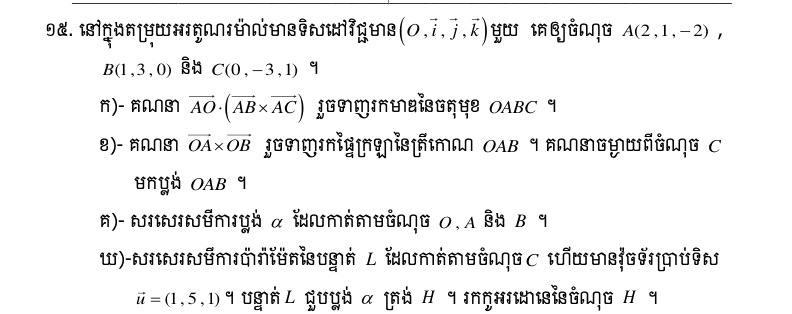 ១៥. នៅក្នុងតម្រុយអរតូណរម៉ាល់មានទិសដៅវិជ្ជមាន (O , i⃗ , j⃗ , k⃗) មួយ គេឲ្យចំណុច A(2,1,−2) ,
B(1,3,0) និង C(0,−3,1) ។
ក)- គណនា AO⃗·(AB⃗×AC⃗) រួចទាញរកមាឌនៃចតុមុខ OABC ។
ខ)- គណនា OA⃗×OB⃗ រួចទាញរកផ្ទៃក្រឡានៃត្រីកោណ OAB ។ គណនាចម្ងាយពីចំណុច C
មកប្លង់ OAB ។
គ)- សរសេរសមីការប្លង់ α ដែលកាត់តាមចំណុច O , A និង B ។
ឃ)-សរសេរសមីការប៉ារ៉ាម៉ែត្រនៃបន្ទាត់ L ដែលកាត់តាមចំណុច C ហើយមានវ៉ុចទ័រប្រាប់ទិស
u⃗ = (1,5,1) ។ បន្ទាត់ L ជួបប្លង់ α ត្រង់ H ។ រកកូអរដោនេនៃចំណុច H ។